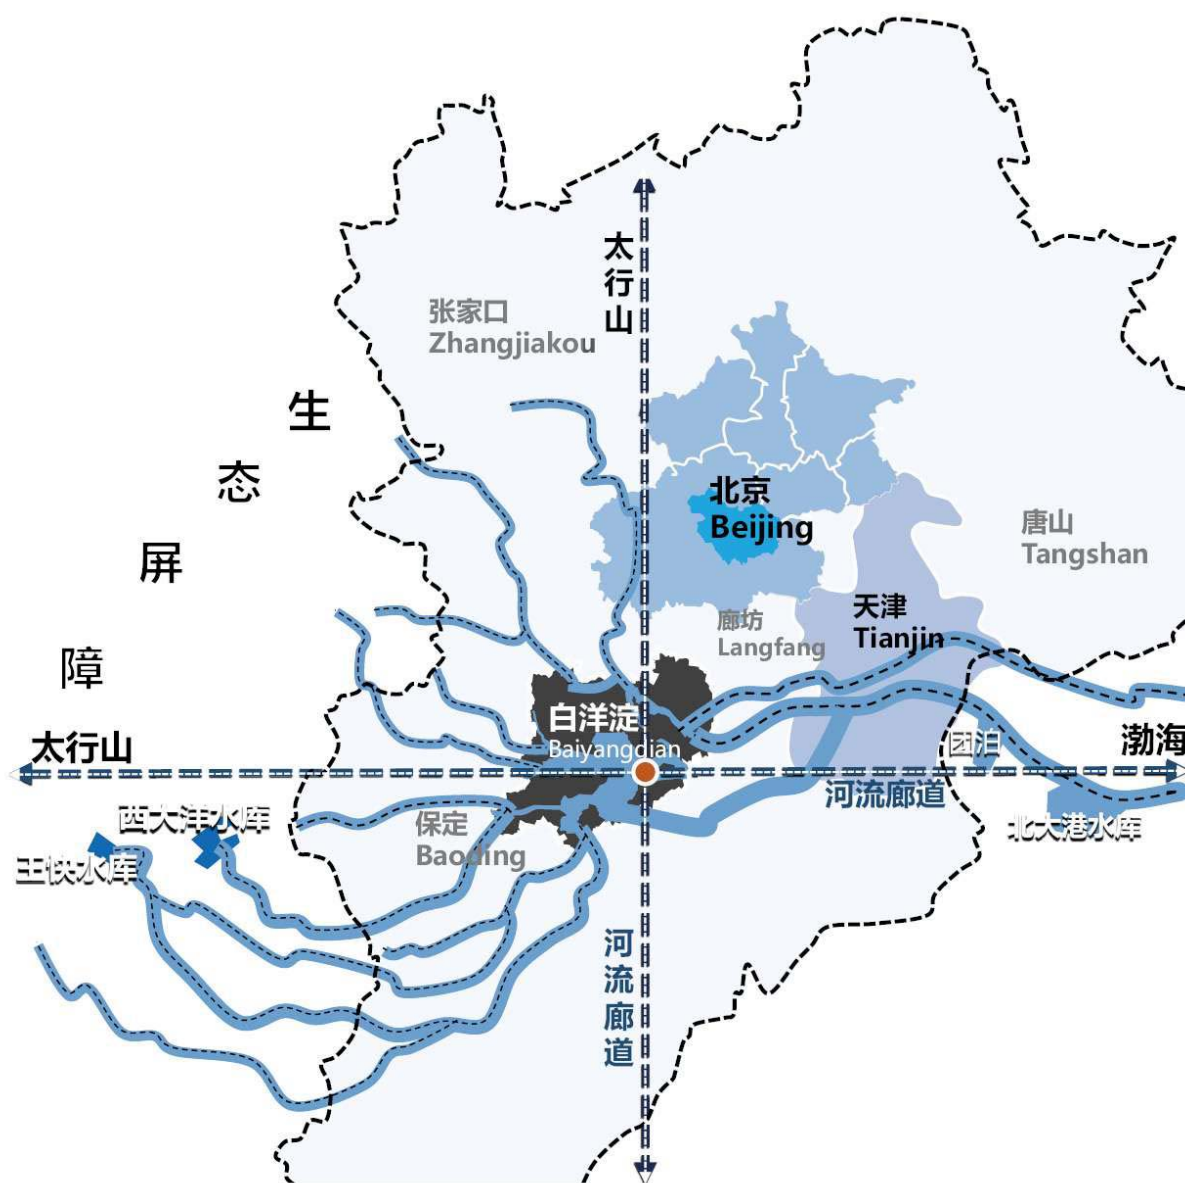 太行山
张家口
Zhangjiakou
生态屏障
北京
Beijing
唐山
Tangshan
廊坊
Langfang
天津
Tianjin
白洋淀
Baiyangdian
太行山
团泊
渤海
河流廊道
西大洋水库
王快水库
保定
Baoding
北大港水库
河流廊道